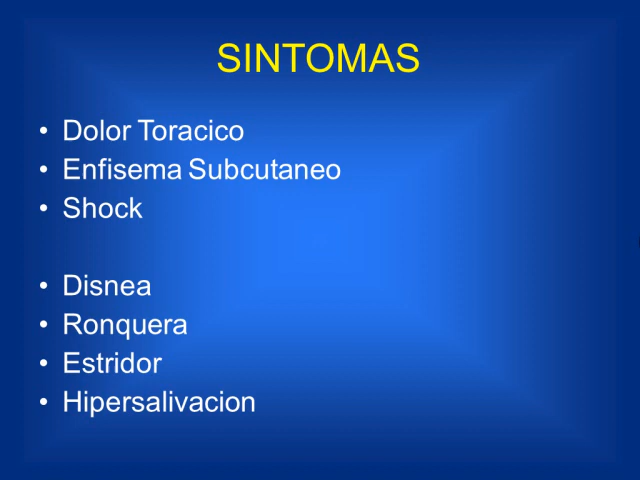 SINTOMAS
• Dolor Toracico
• Enfisema Subcutaneo
• Shock
• Disnea
• Ronquera
• Estridor
• Hipersalivacion